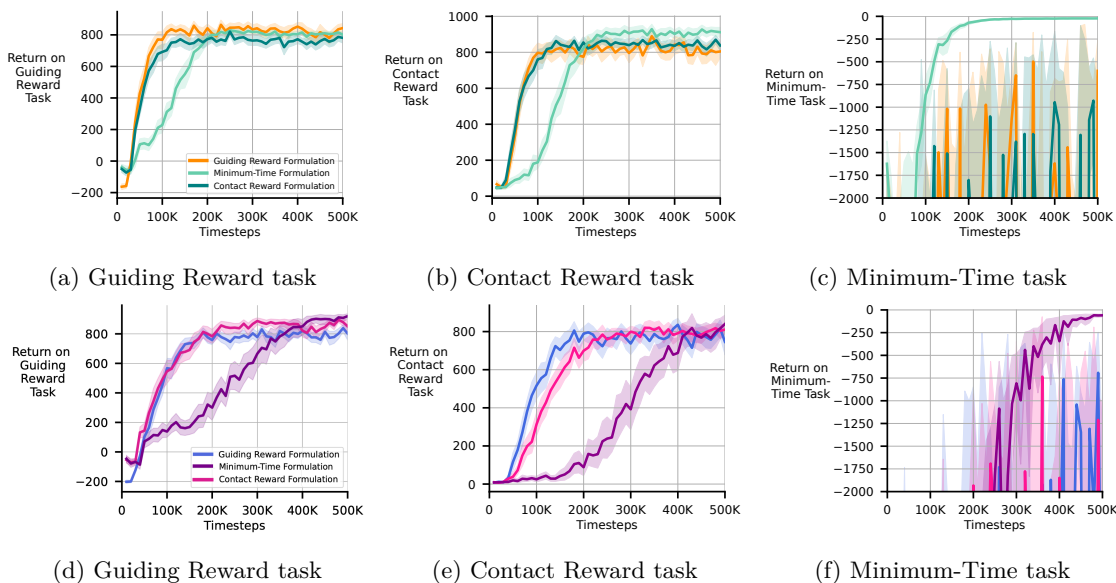 Return on
Guiding
Reward
Task
800
600
400
200
0
−200
0 100K 200K 300K 400K 500K
Timesteps
Guiding Reward Formulation
Minimum-Time Formulation
Contact Reward Formulation
(a) Guiding Reward task
Return on
Contact
Reward
Task
1000
800
600
400
200
0
0 100K 200K 300K 400K 500K
Timesteps
(b) Contact Reward task
Return on
Minimum-
Time Task
0
−250
−500
−750
−1000
−1250
−1500
−1750
−2000
0 100K 200K 300K 400K 500K
Timesteps
(c) Minimum-Time task
Return on
Guiding
Reward
Task
800
600
400
200
0
−200
0 100K 200K 300K 400K 500K
Timesteps
Guiding Reward Formulation
Minimum-Time Formulation
Contact Reward Formulation
(d) Guiding Reward task
Return on
Contact
Reward
Task
800
600
400
200
0
0 100K 200K 300K 400K 500K
Timesteps
(e) Contact Reward task
Return on
Minimum-
Time Task
0
−250
−500
−750
−1000
−1250
−1500
−1750
−2000
0 100K 200K 300K 400K 500K
Timesteps
(f) Minimum-Time task